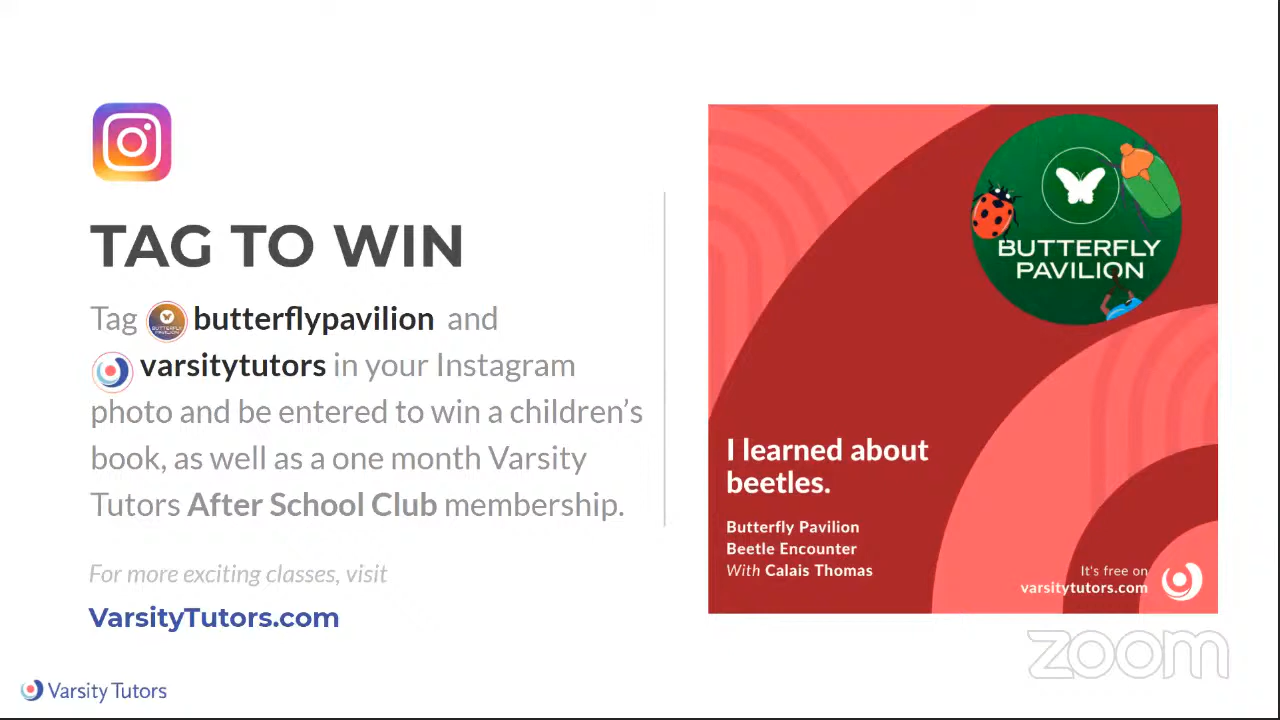 TAG TO WIN
Tag butterflypavilion and
varsitytutors in your Instagram
photo and be entered to win a children's
book, as well as a one month Varsity
Tutors After School Club membership.
For more exciting classes, visit
VarsityTutors.com
Varsity Tutors
BUTTERFLY
PAVILION
I learned about
beetles.
Butterfly Pavilion
Beetle Encounter
With Calais Thomas
It's free on
varsitytutors.com
zoom